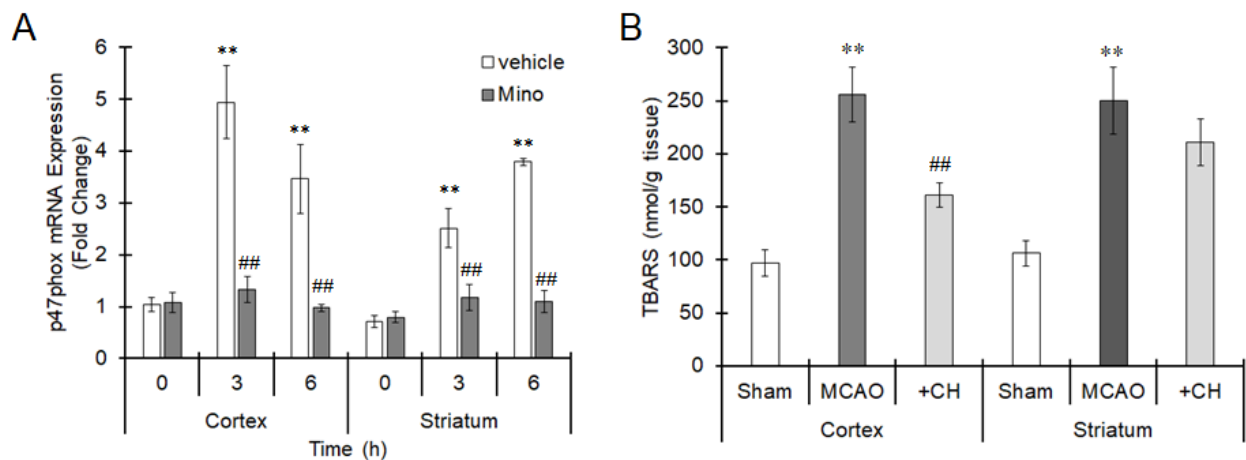 A
p47phox mRNA Expression
(Fold Change)
6
5
4
3
2
1
0
**
**
**
**
##
##
##
##
vehicle
Mino
0 3 6 0 3 6
Cortex Striatum
Time (h)
B
TBARS (nmol/g tissue)
300
250
200
150
100
50
0
**
**
##
Sham MCAO +CH Sham MCAO +CH
Cortex Striatum